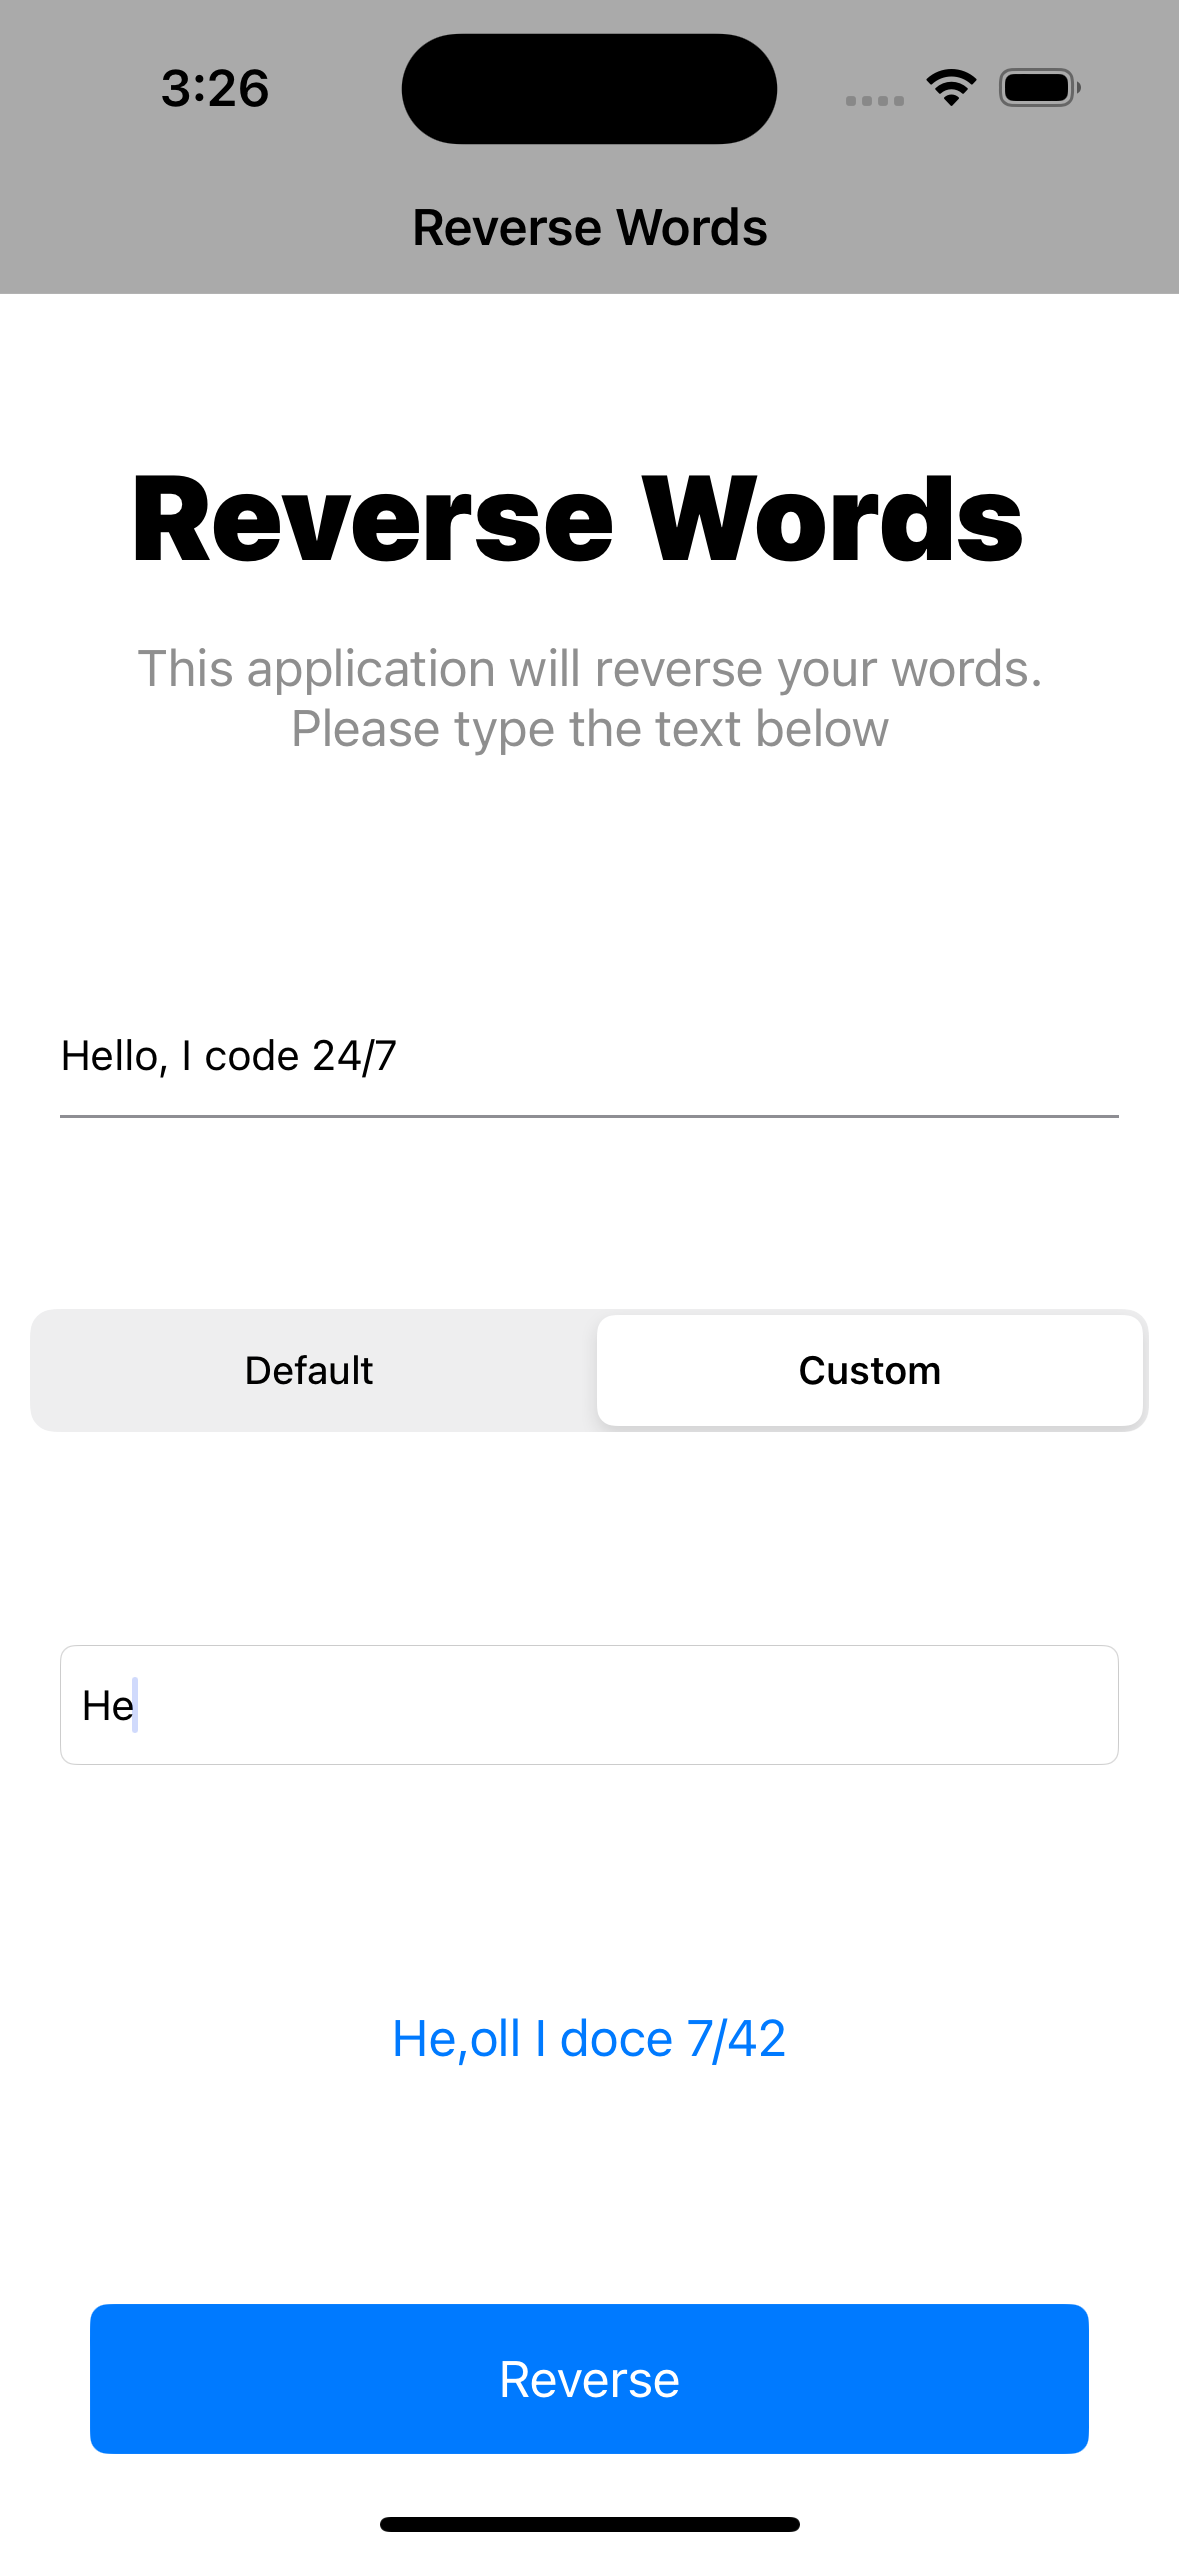 3:26
Reverse Words
Reverse Words
This application will reverse your words.
Please type the text below
Hello, I code 24/7
Default
Custom
He
He,oll I doce 7/42
Reverse